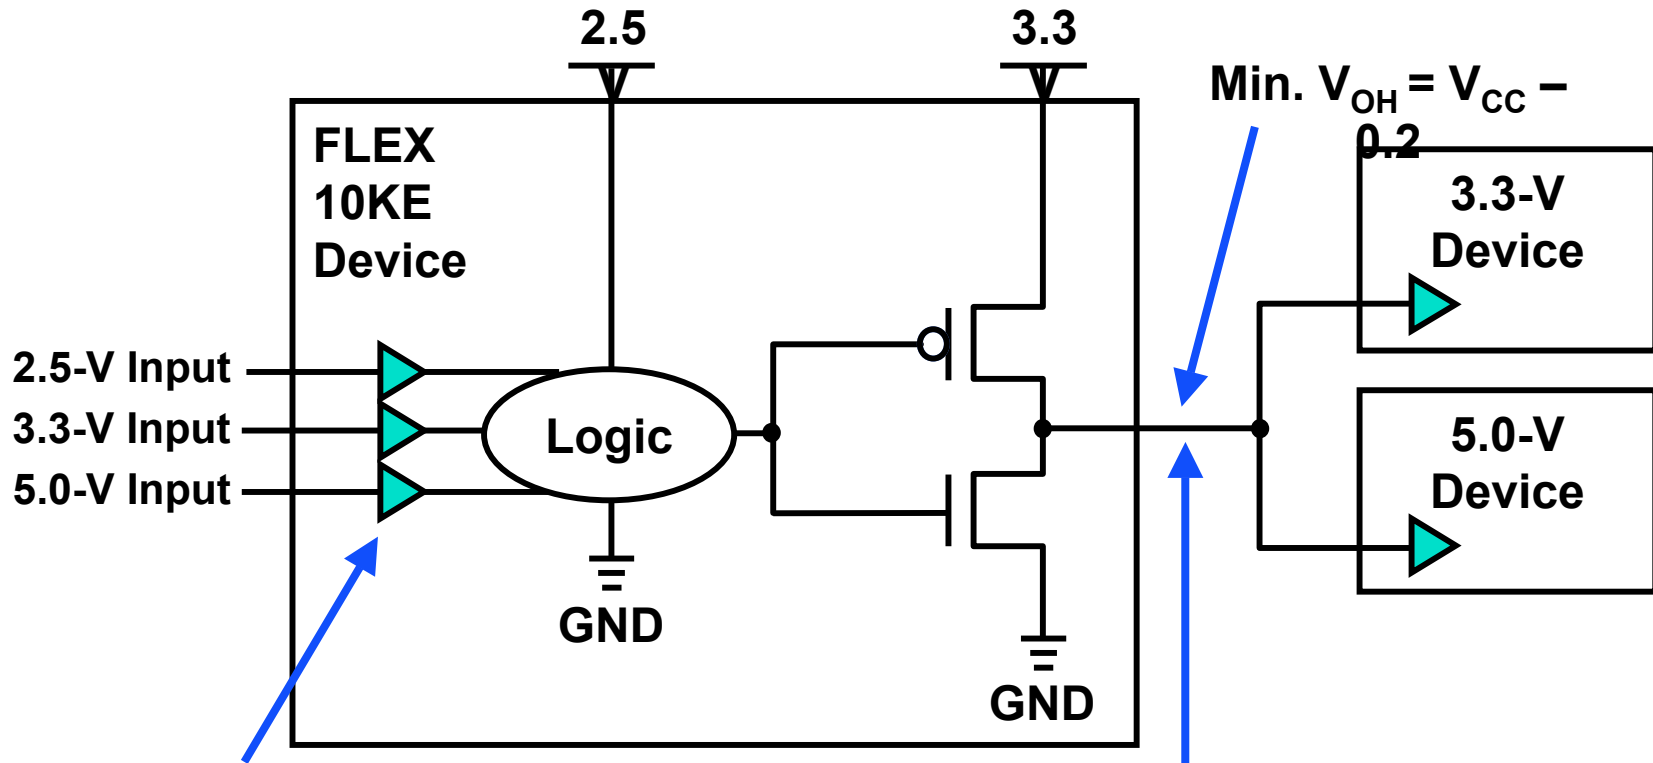 2.5
3.3
Min. VOH = VCC –
0.2
FLEX
10KE
Device
3.3-V
Device
2.5-V Input
3.3-V Input
5.0-V Input
Logic
5.0-V
Device
GND
GND